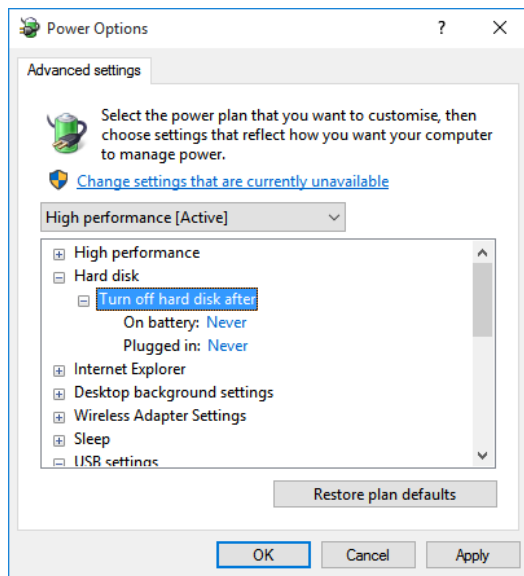 Power Options
Advanced settings
Select the power plan that you want to customise, then
choose settings that reflect how you want your computer
to manage power.
Change settings that are currently unavailable
High performance [Active]
High performance
Hard disk
Turn off hard disk after
On battery: Never
Plugged in: Never
Internet Explorer
Desktop background settings
Wireless Adapter Settings
Sleep
USB settings
Restore plan defaults
OK Cancel Apply